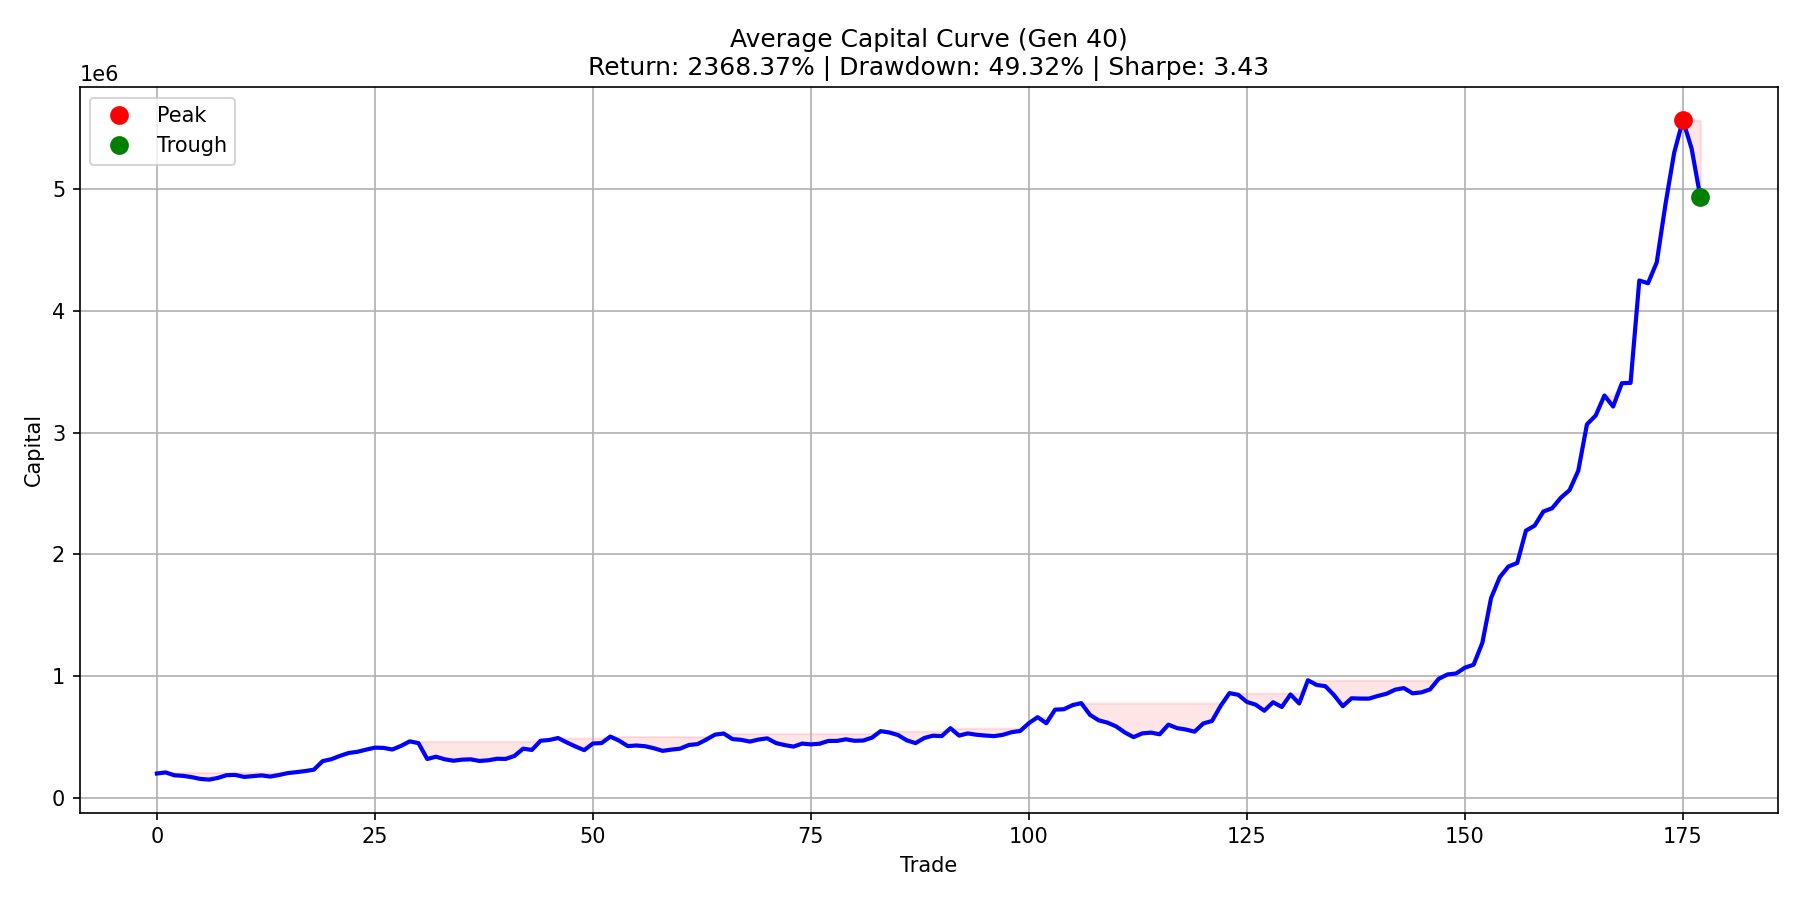 Average Capital Curve (Gen 40)
Return: 2368.37% | Drawdown: 49.32% | Sharpe: 3.43
1e6
Peak
Trough
5
4
3
2
1
0
Capital
0 25 50 75 100 125 150 175
Trade